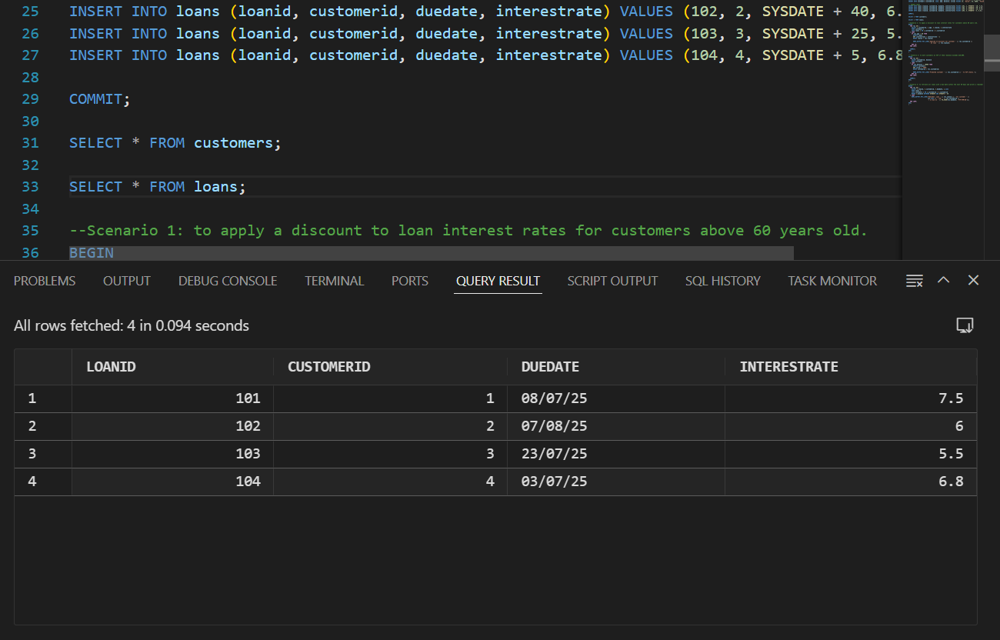 25 INSERT INTO loans (loanid, customerid, duedate, interestrate) VALUES (102, 2, SYSDATE + 40, 6.
26 INSERT INTO loans (loanid, customerid, duedate, interestrate) VALUES (103, 3, SYSDATE + 25, 5.
27 INSERT INTO loans (loanid, customerid, duedate, interestrate) VALUES (104, 4, SYSDATE + 5, 6.8
28
29 COMMIT;
30
31 SELECT * FROM customers;
32
33 SELECT * FROM loans;
34
35 --Scenario 1: to apply a discount to loan interest rates for customers above 60 years old.
36 BEGIN
PROBLEMS OUTPUT DEBUG CONSOLE TERMINAL PORTS QUERY RESULT SCRIPT OUTPUT SQL HISTORY TASK MONITOR
All rows fetched: 4 in 0.094 seconds
LOANID CUSTOMERID DUEDATE INTERESTRATE
1 101 1 08/07/25 7.5
2 102 2 07/08/25 6
3 103 3 23/07/25 5.5
4 104 4 03/07/25 6.8